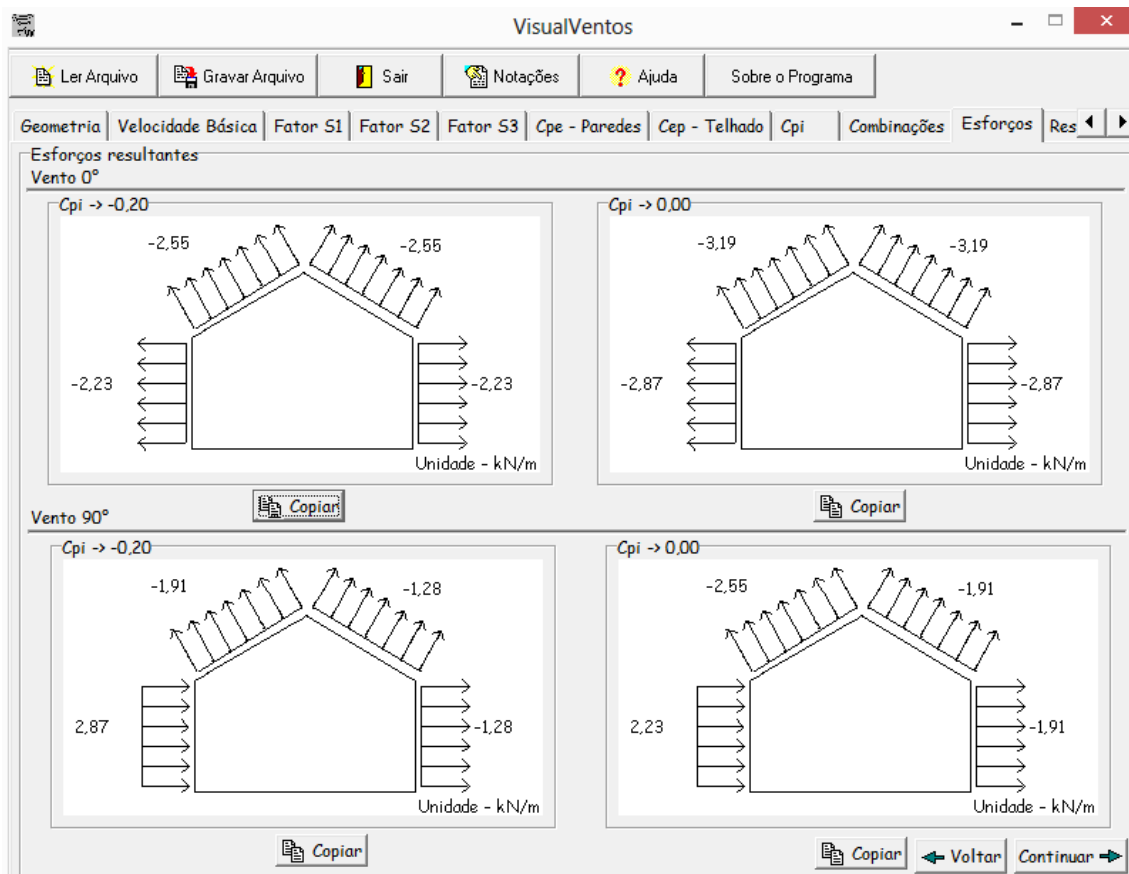 VisualVentos
Ler Arquivo Gravar Arquivo Sair Notações ? Ajuda Sobre o Programa
Geometria Velocidade Básica Fator S1 Fator S2 Fator S3 Cpe - Paredes Cep - Telhado Cpi Combinações Esforços Res
Esforços resultantes
Vento 0°
Cpi -> -0,20 Cpi -> 0,00
-2,55 -2,55 -3,19 -3,19
-2,23 -2,23 -2,87 -2,87
Unidade - kN/m Unidade - kN/m
Copiar Copiar
Vento 90°
Cpi -> -0,20 Cpi -> 0,00
-1,91 -1,28 -2,55 -1,91
2,87 -1,28 2,23 -1,91
Unidade - kN/m Unidade - kN/m
Copiar Copiar Voltar Continuar